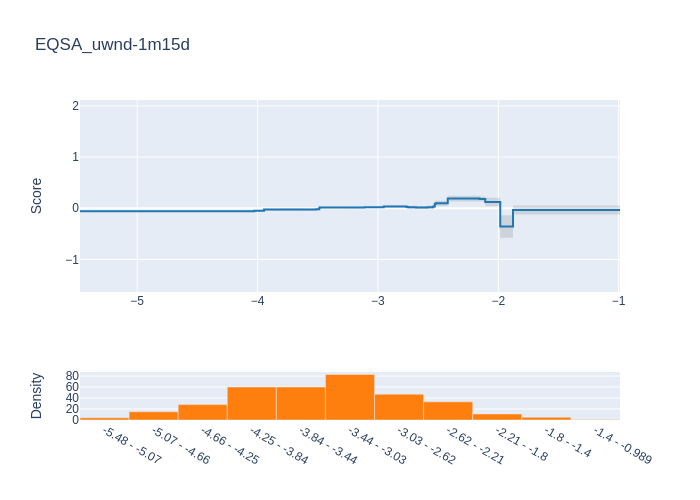 EQSA_uwnd-1m15d
Score
2
1
0
−1
−5
−4
−3
−2
−1
Density
80
60
40
20
0
-5.48 - -5.07
-5.07 - -4.66
-4.66 - -4.25
-4.25 - -3.84
-3.84 - -3.44
-3.44 - -3.03
-3.03 - -2.62
-2.62 - -2.21
-2.21 - -1.8
-1.8 - -1.4
-1.4 - -0.989